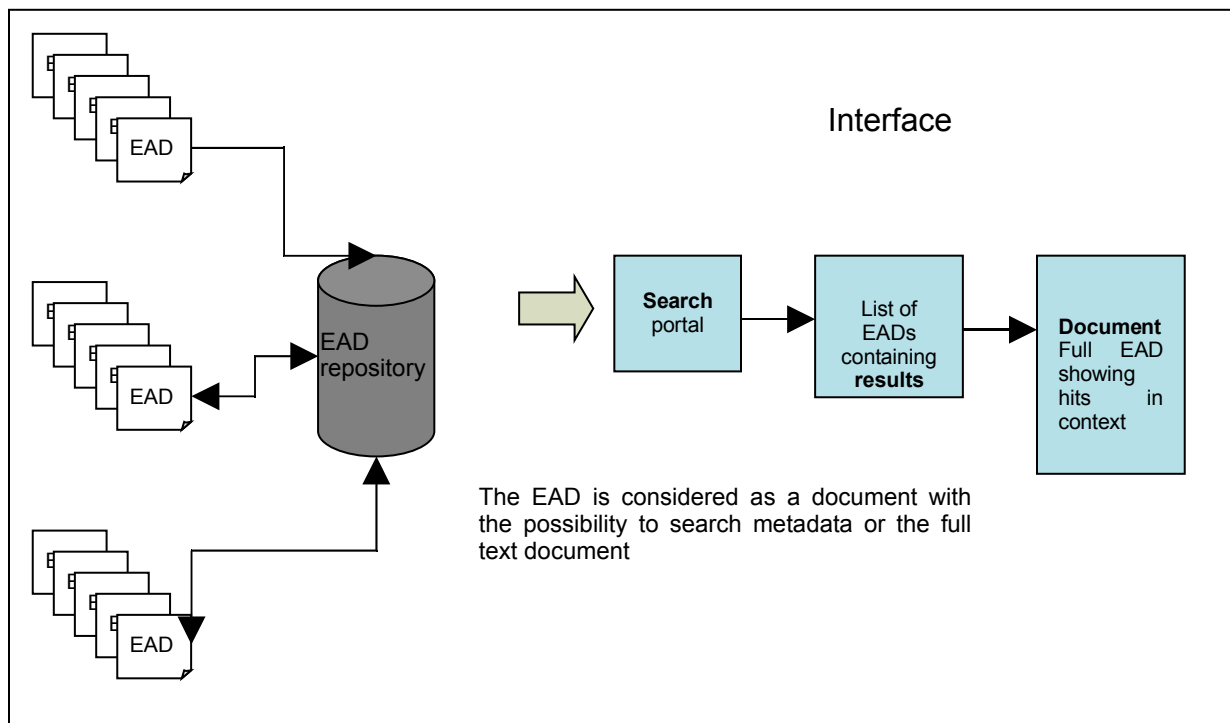 EAD
Interface
EAD
EAD
repository
Search
portal
List of
EADs
containing
results
Document
Full EAD
showing
hits in
context
The EAD is considered as a document with
the possibility to search metadata or the full
text document
EAD